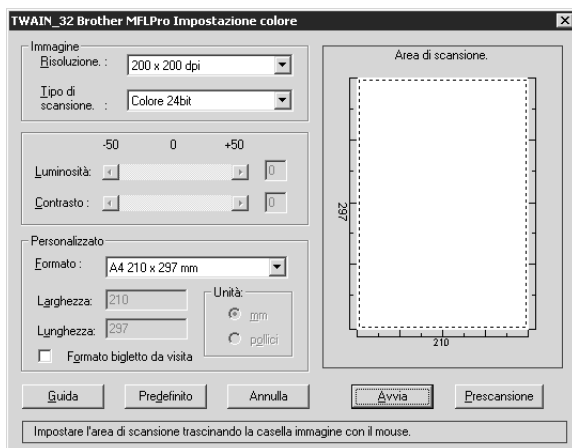 TWAIN_32 Brother MFLPro Impostazione colore
Immagine
Risoluzione. : 200 x 200 dpi
Tipo di
scansione. : Colore 24bit
-50 0 +50
Luminosità: 0
Contrasto : 0
Personalizzato
Formato : A4 210 x 297 mm
Larghezza: 210
Lunghezza: 297
Unità:
mm
pollici
Formato bigletto da visita
Area di scansione.
297
210
Guida Predefinito Annulla Avvia Prescansione
Impostare l'area di scansione trascinando la casella immagine con il mouse.